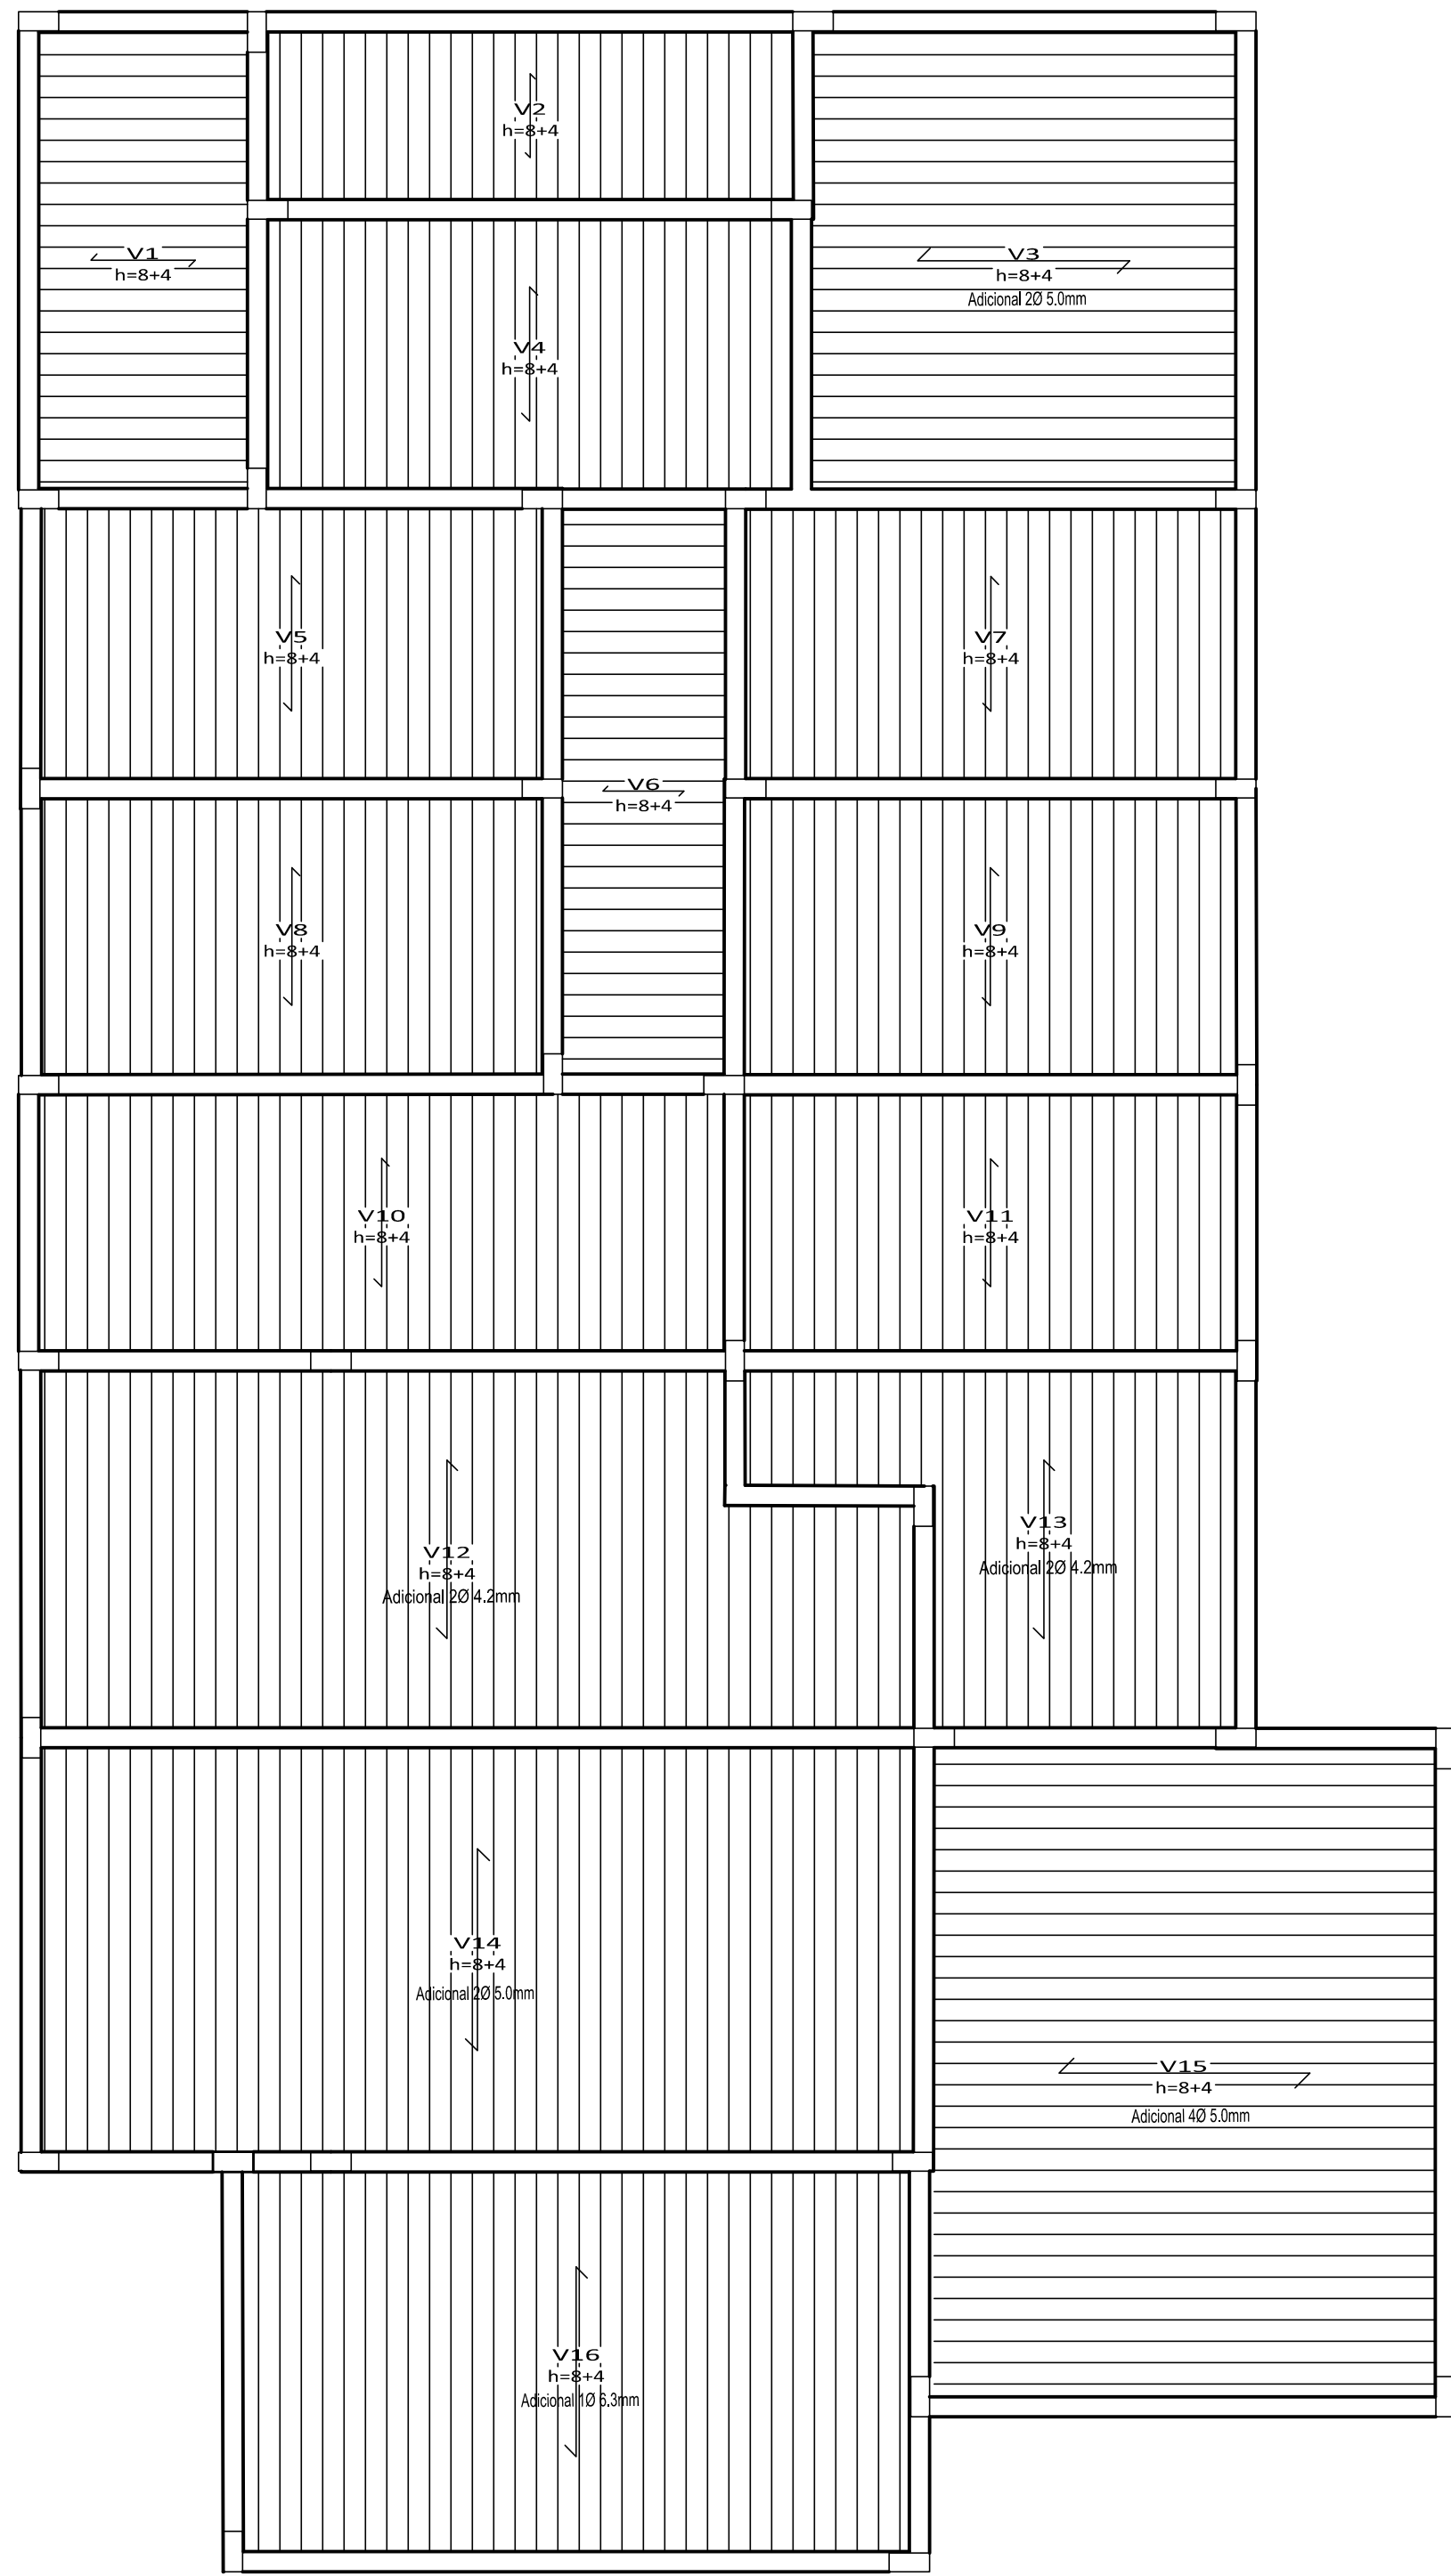 V2
h=8+4
V1
h=8+4
V3
h=8+4
Adicional 2Ø 5.0mm
V4
h=8+4
V5
h=8+4
V7
h=8+4
V6
h=8+4
V8
h=8+4
V9
h=8+4
V10
h=8+4
V11
h=8+4
V12
h=8+4
Adicional 2Ø 4.2mm
V13
h=8+4
Adicional 2Ø 4.2mm
V14
h=8+4
Adicional 2Ø 5.0mm
V15
h=8+4
Adicional 4Ø 5.0mm
V16
h=8+4
Adicional 1Ø 6.3mm